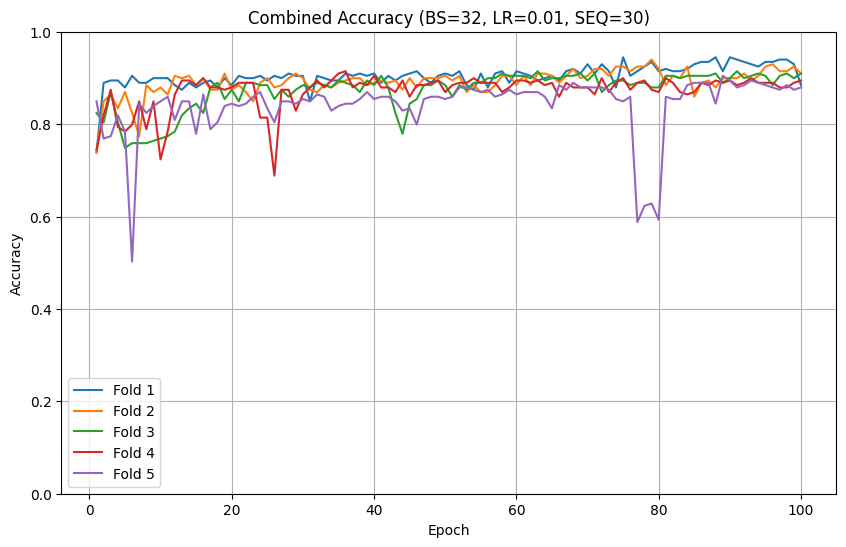 Combined Accuracy (BS=32, LR=0.01, SEQ=30)
1.0
0.8
0.6
0.4
0.2
0.0
Accuracy
Fold 1
Fold 2
Fold 3
Fold 4
Fold 5
0 20 40 60 80 100
Epoch